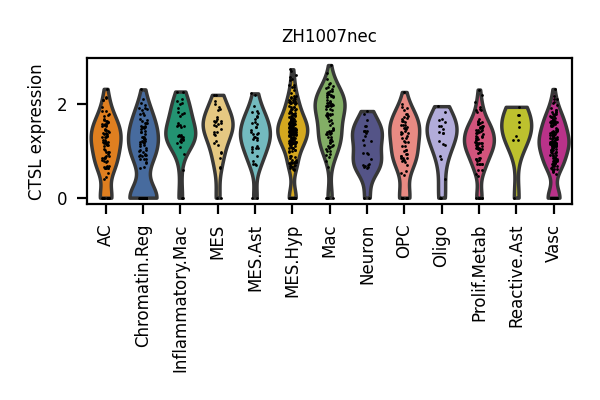 ZH1007nec
CTSL expression
2
0
AC
Chromatin.Reg
Inflammatory.Mac
MES
MES.Ast
MES.Hyp
Mac
Neuron
OPC
Oligo
Prolif.Metab
Reactive.Ast
Vasc